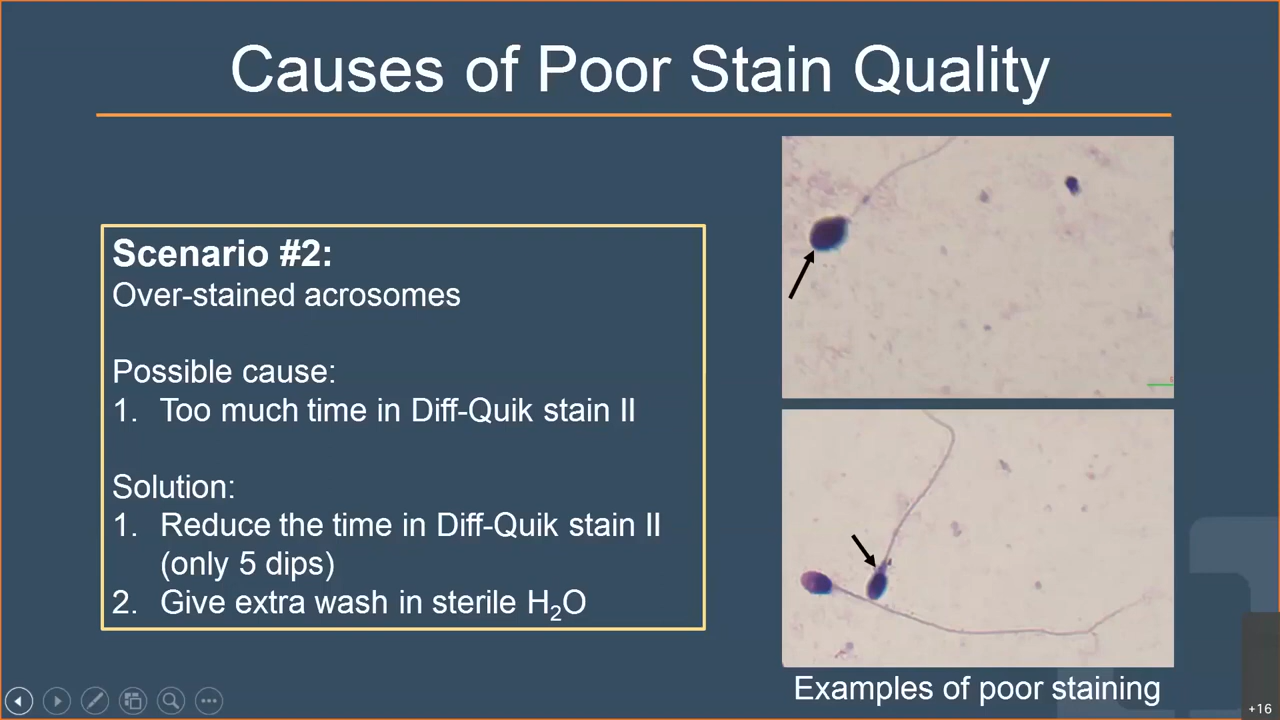 Causes of Poor Stain Quality
Scenario #2:
Over-stained acrosomes
Possible cause:
1. Too much time in Diff-Quik stain II
Solution:
1. Reduce the time in Diff-Quik stain II
(only 5 dips)
2. Give extra wash in sterile H₂O
Examples of poor staining
+16